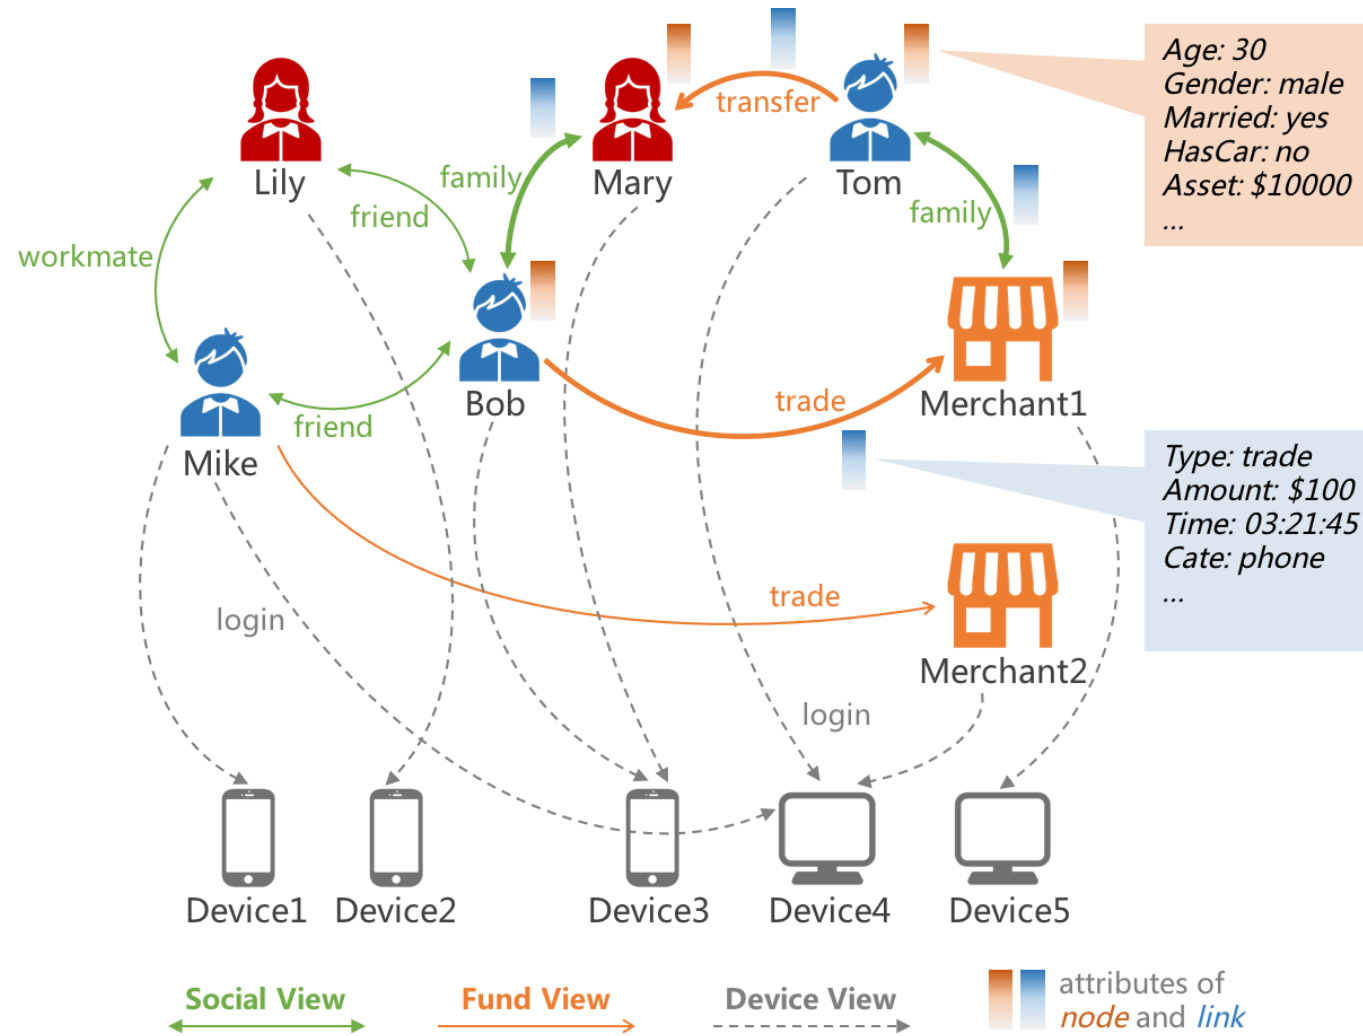 Age: 30
Gender: male
Married: yes
HasCar: no
Asset: $10000
...
transfer
Lily
family
Mary
Tom
friend
family
workmate
Bob
trade
Merchant1
friend
Mike
Type: trade
Amount: $100
Time: 03:21:45
Cate: phone
...
trade
login
Merchant2
login
Device1
Device2
Device3
Device4
Device5
Social View
Fund View
Device View
attributes of
node and link